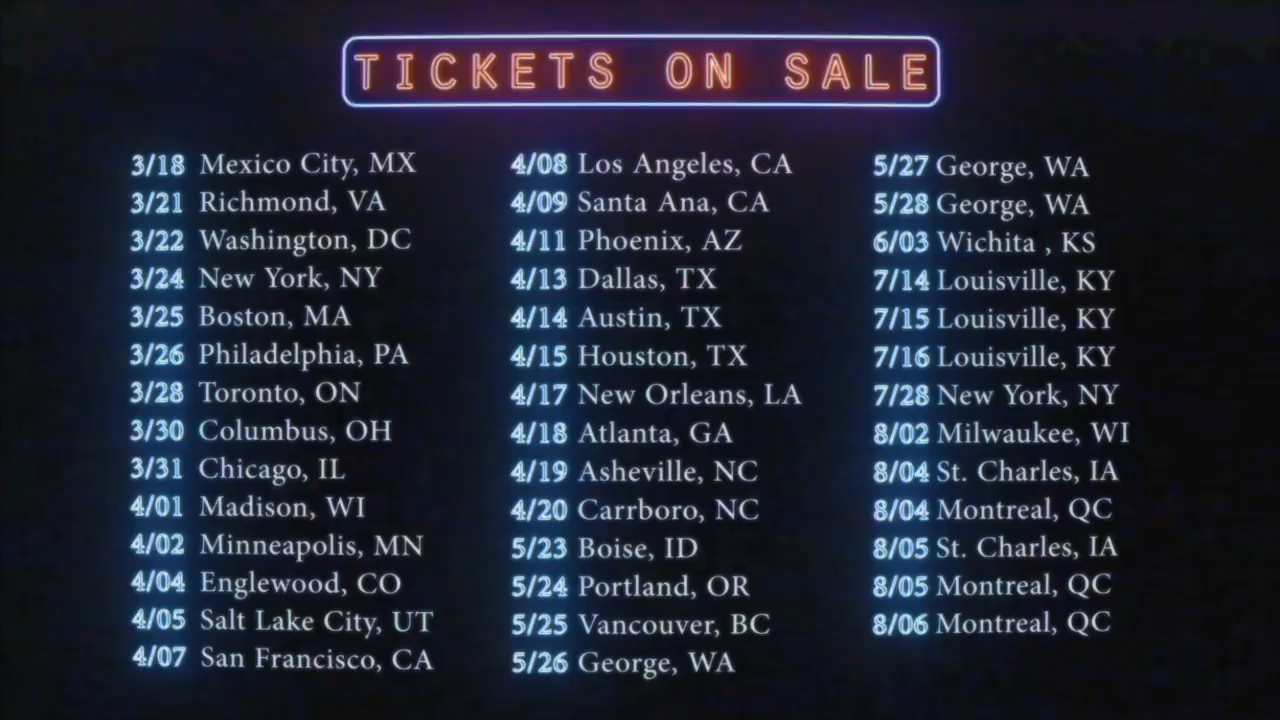 TICKETS ON SALE
3/18 Mexico City, MX
3/21 Richmond, VA
3/22 Washington, DC
3/24 New York, NY
3/25 Boston, MA
3/26 Philadelphia, PA
3/28 Toronto, ON
3/30 Columbus, OH
3/31 Chicago, IL
4/01 Madison, WI
4/02 Minneapolis, MN
4/04 Englewood, CO
4/05 Salt Lake City, UT
4/07 San Francisco, CA
4/08 Los Angeles, CA
4/09 Santa Ana, CA
4/11 Phoenix, AZ
4/13 Dallas, TX
4/14 Austin, TX
4/15 Houston, TX
4/17 New Orleans, LA
4/18 Atlanta, GA
4/19 Asheville, NC
4/20 Carrboro, NC
5/23 Boise, ID
5/24 Portland, OR
5/25 Vancouver, BC
5/26 George, WA
5/27 George, WA
5/28 George, WA
6/03 Wichita , KS
7/14 Louisville, KY
7/15 Louisville, KY
7/16 Louisville, KY
7/28 New York, NY
8/02 Milwaukee, WI
8/04 St. Charles, IA
8/04 Montreal, QC
8/05 St. Charles, IA
8/05 Montreal, QC
8/06 Montreal, QC